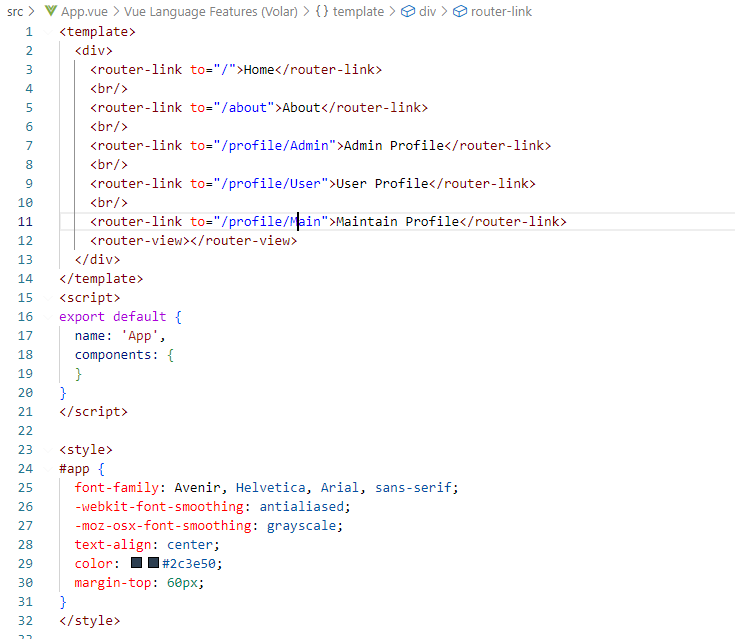 src > App.vue > Vue Language Features (Volar) > {} template > div > router-link
1 <template>
2   <div>
3     <router-link to="/">Home</router-link>
4     <br/>
5     <router-link to="/about">About</router-link>
6     <br/>
7     <router-link to="/profile/Admin">Admin Profile</router-link>
8     <br/>
9     <router-link to="/profile/User">User Profile</router-link>
10     <br/>
11     <router-link to="/profile/Main">Maintain Profile</router-link>
12     <router-view></router-view>
13   </div>
14 </template>
15 <script>
16 export default {
17   name: 'App',
18   components: {
19   }
20 }
21 </script>
22
23 <style>
24 #app {
25   font-family: Avenir, Helvetica, Arial, sans-serif;
26   -webkit-font-smoothing: antialiased;
27   -moz-osx-font-smoothing: grayscale;
28   text-align: center;
29   color: #2c3e50;
30   margin-top: 60px;
31 }
32 </style>